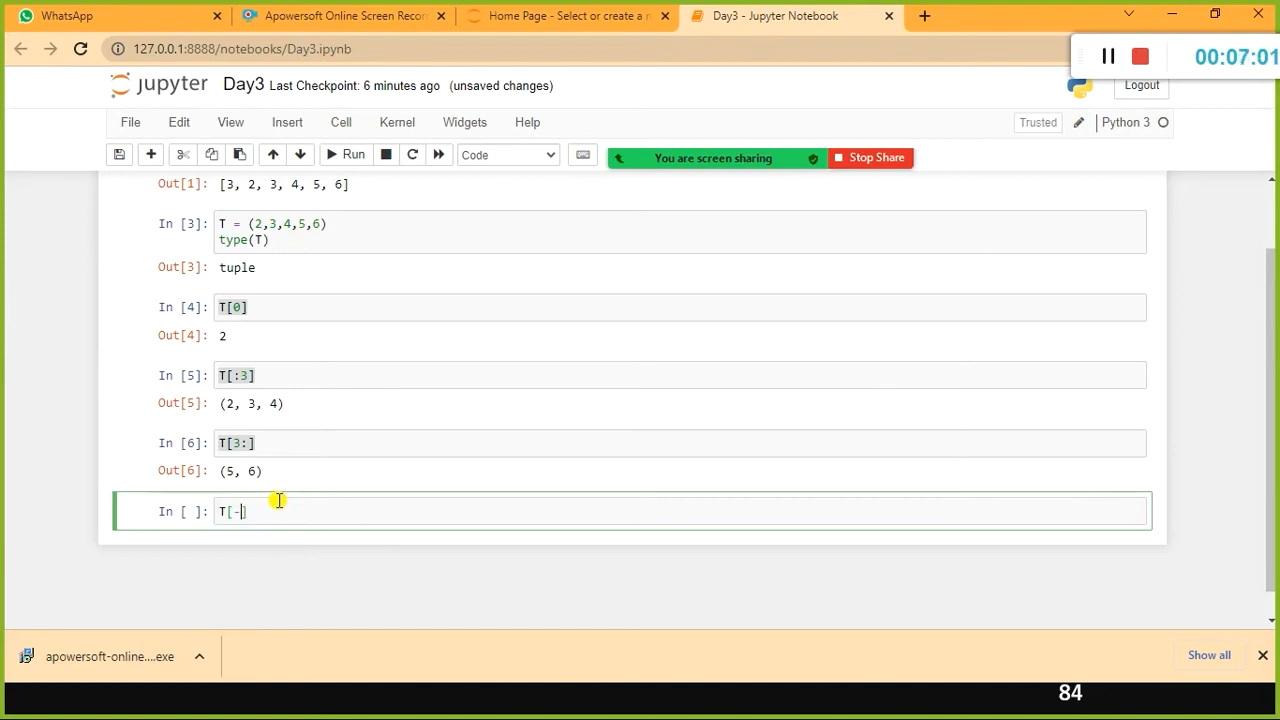 WhatsApp
Apowersoft Online Screen Recor
Home Page - Select or create a n
Day3 - Jupyter Notebook
127.0.0.1:8888/notebooks/Day3.ipynb
00:07:01
jupyter Day3 Last Checkpoint: 6 minutes ago (unsaved changes)
Logout
File Edit View Insert Cell Kernel Widgets Help
Trusted
Python 3
Run
Code
You are screen sharing
Stop Share
Out[1]: [3, 2, 3, 4, 5, 6]
In [3]: T = (2,3,4,5,6)
type(T)
Out[3]: tuple
In [4]: T[0]
Out[4]: 2
In [5]: T[:3]
Out[5]: (2, 3, 4)
In [6]: T[3:]
Out[6]: (5, 6)
In [ ]: T[-]
apowersoft-online....exe
Show all
84